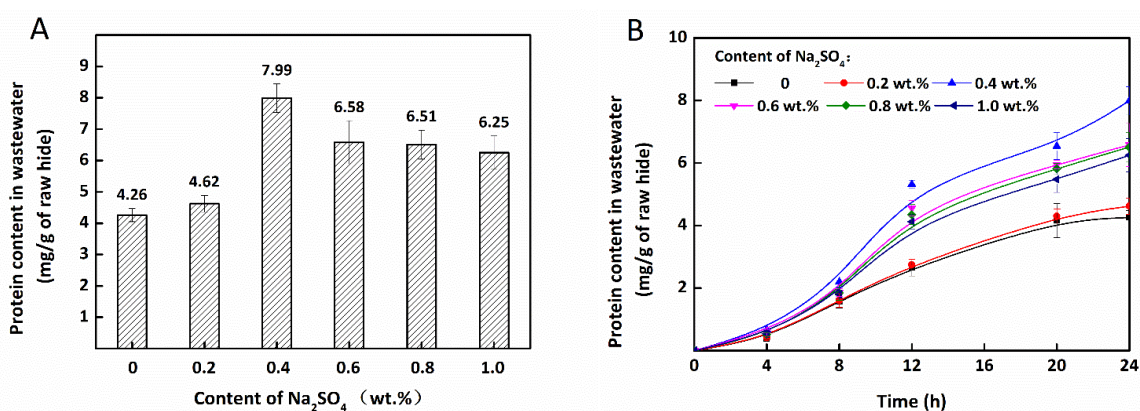 A
Protein content in wastewater
(mg/g of raw hide)
9
8
7
6
5
4
3
2
1
4.26
4.62
7.99
6.58
6.51
6.25
0 0.2 0.4 0.6 0.8 1.0
Content of Na₂SO₄ (wt.%)
B
Protein content in wastewater
(mg/g of raw hide)
10
8
6
4
2
Content of Na₂SO₄:
0 0.2 wt.% 0.4 wt.%
0.6 wt.% 0.8 wt.% 1.0 wt.%
0 4 8 12 16 20 24
Time (h)